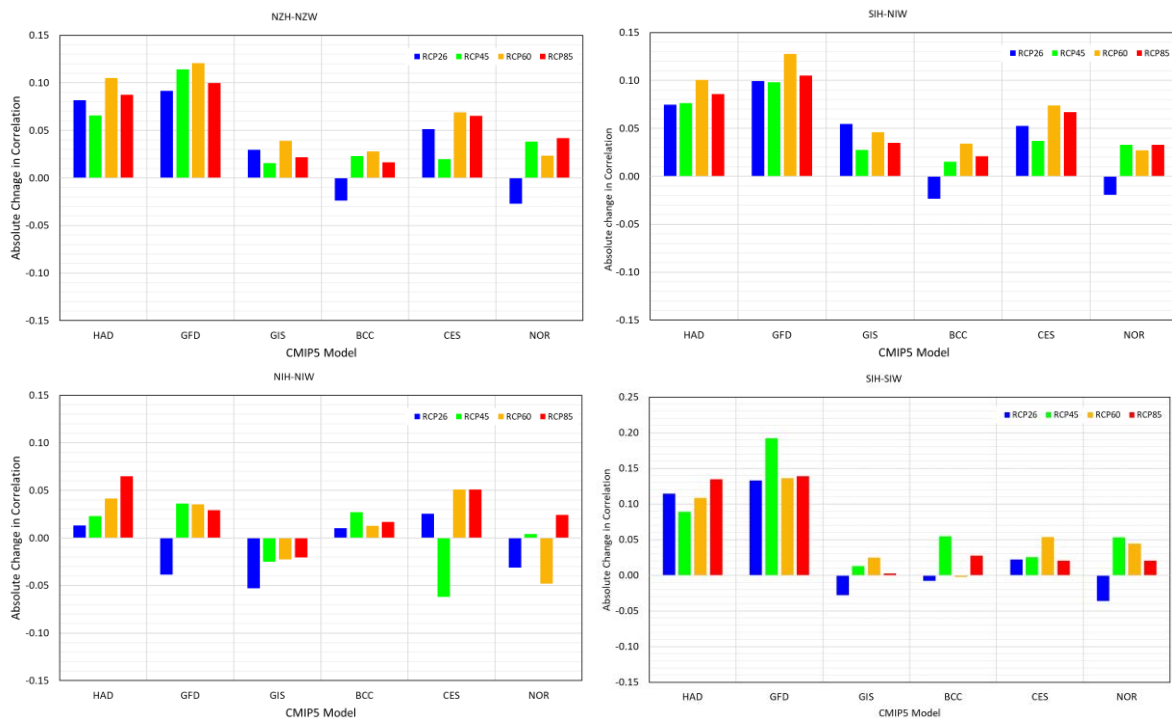 NZH-NZW
RCP26 RCP45 RCP60 RCP85
0.15
0.10
0.05
0.00
-0.05
-0.10
-0.15
Absolute Chnage in Correlation
HAD GFD GIS BCC CES NOR
CMIP5 Model
SIH-NIW
RCP26 RCP45 RCP60 RCP85
0.15
0.10
0.05
0.00
-0.05
-0.10
-0.15
Absolute change in Correlation
HAD GFD GIS BCC CES NOR
CMIP5 Model
NIH-NIW
RCP26 RCP45 RCP60 RCP85
0.15
0.10
0.05
0.00
-0.05
-0.10
-0.15
Absolute Change in Correlation
HAD GFD GIS BCC CES NOR
SIH-SIW
RCP26 RCP45 RCP60 RCP85
0.25
0.20
0.15
0.10
0.05
0.00
-0.05
-0.10
-0.15
Absolute Change in Correlation
HAD GFD GIS BCC CES NOR
CMIP5 Model